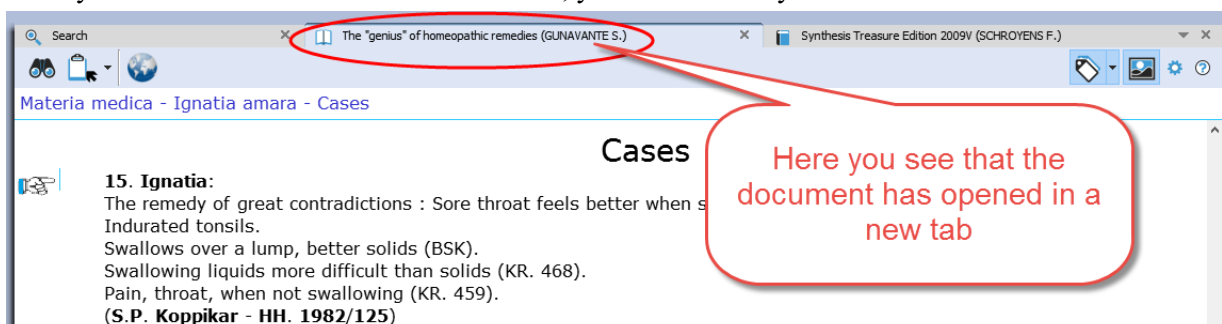 Search
The "genius" of homeopathic remedies (GUNAVANTE S.)
Synthesis Treasure Edition 2009V (SCHROYENS F.)
Materia medica - Ignatia amara - Cases
Cases
15. Ignatia:
The remedy of great contradictions : Sore throat feels better when s
Indurated tonsils.
Swallows over a lump, better solids (BSK).
Swallowing liquids more difficult than solids (KR. 468).
Pain, throat, when not swallowing (KR. 459).
(S.P. Koppikar - HH. 1982/125)
Here you see that the
document has opened in a
new tab